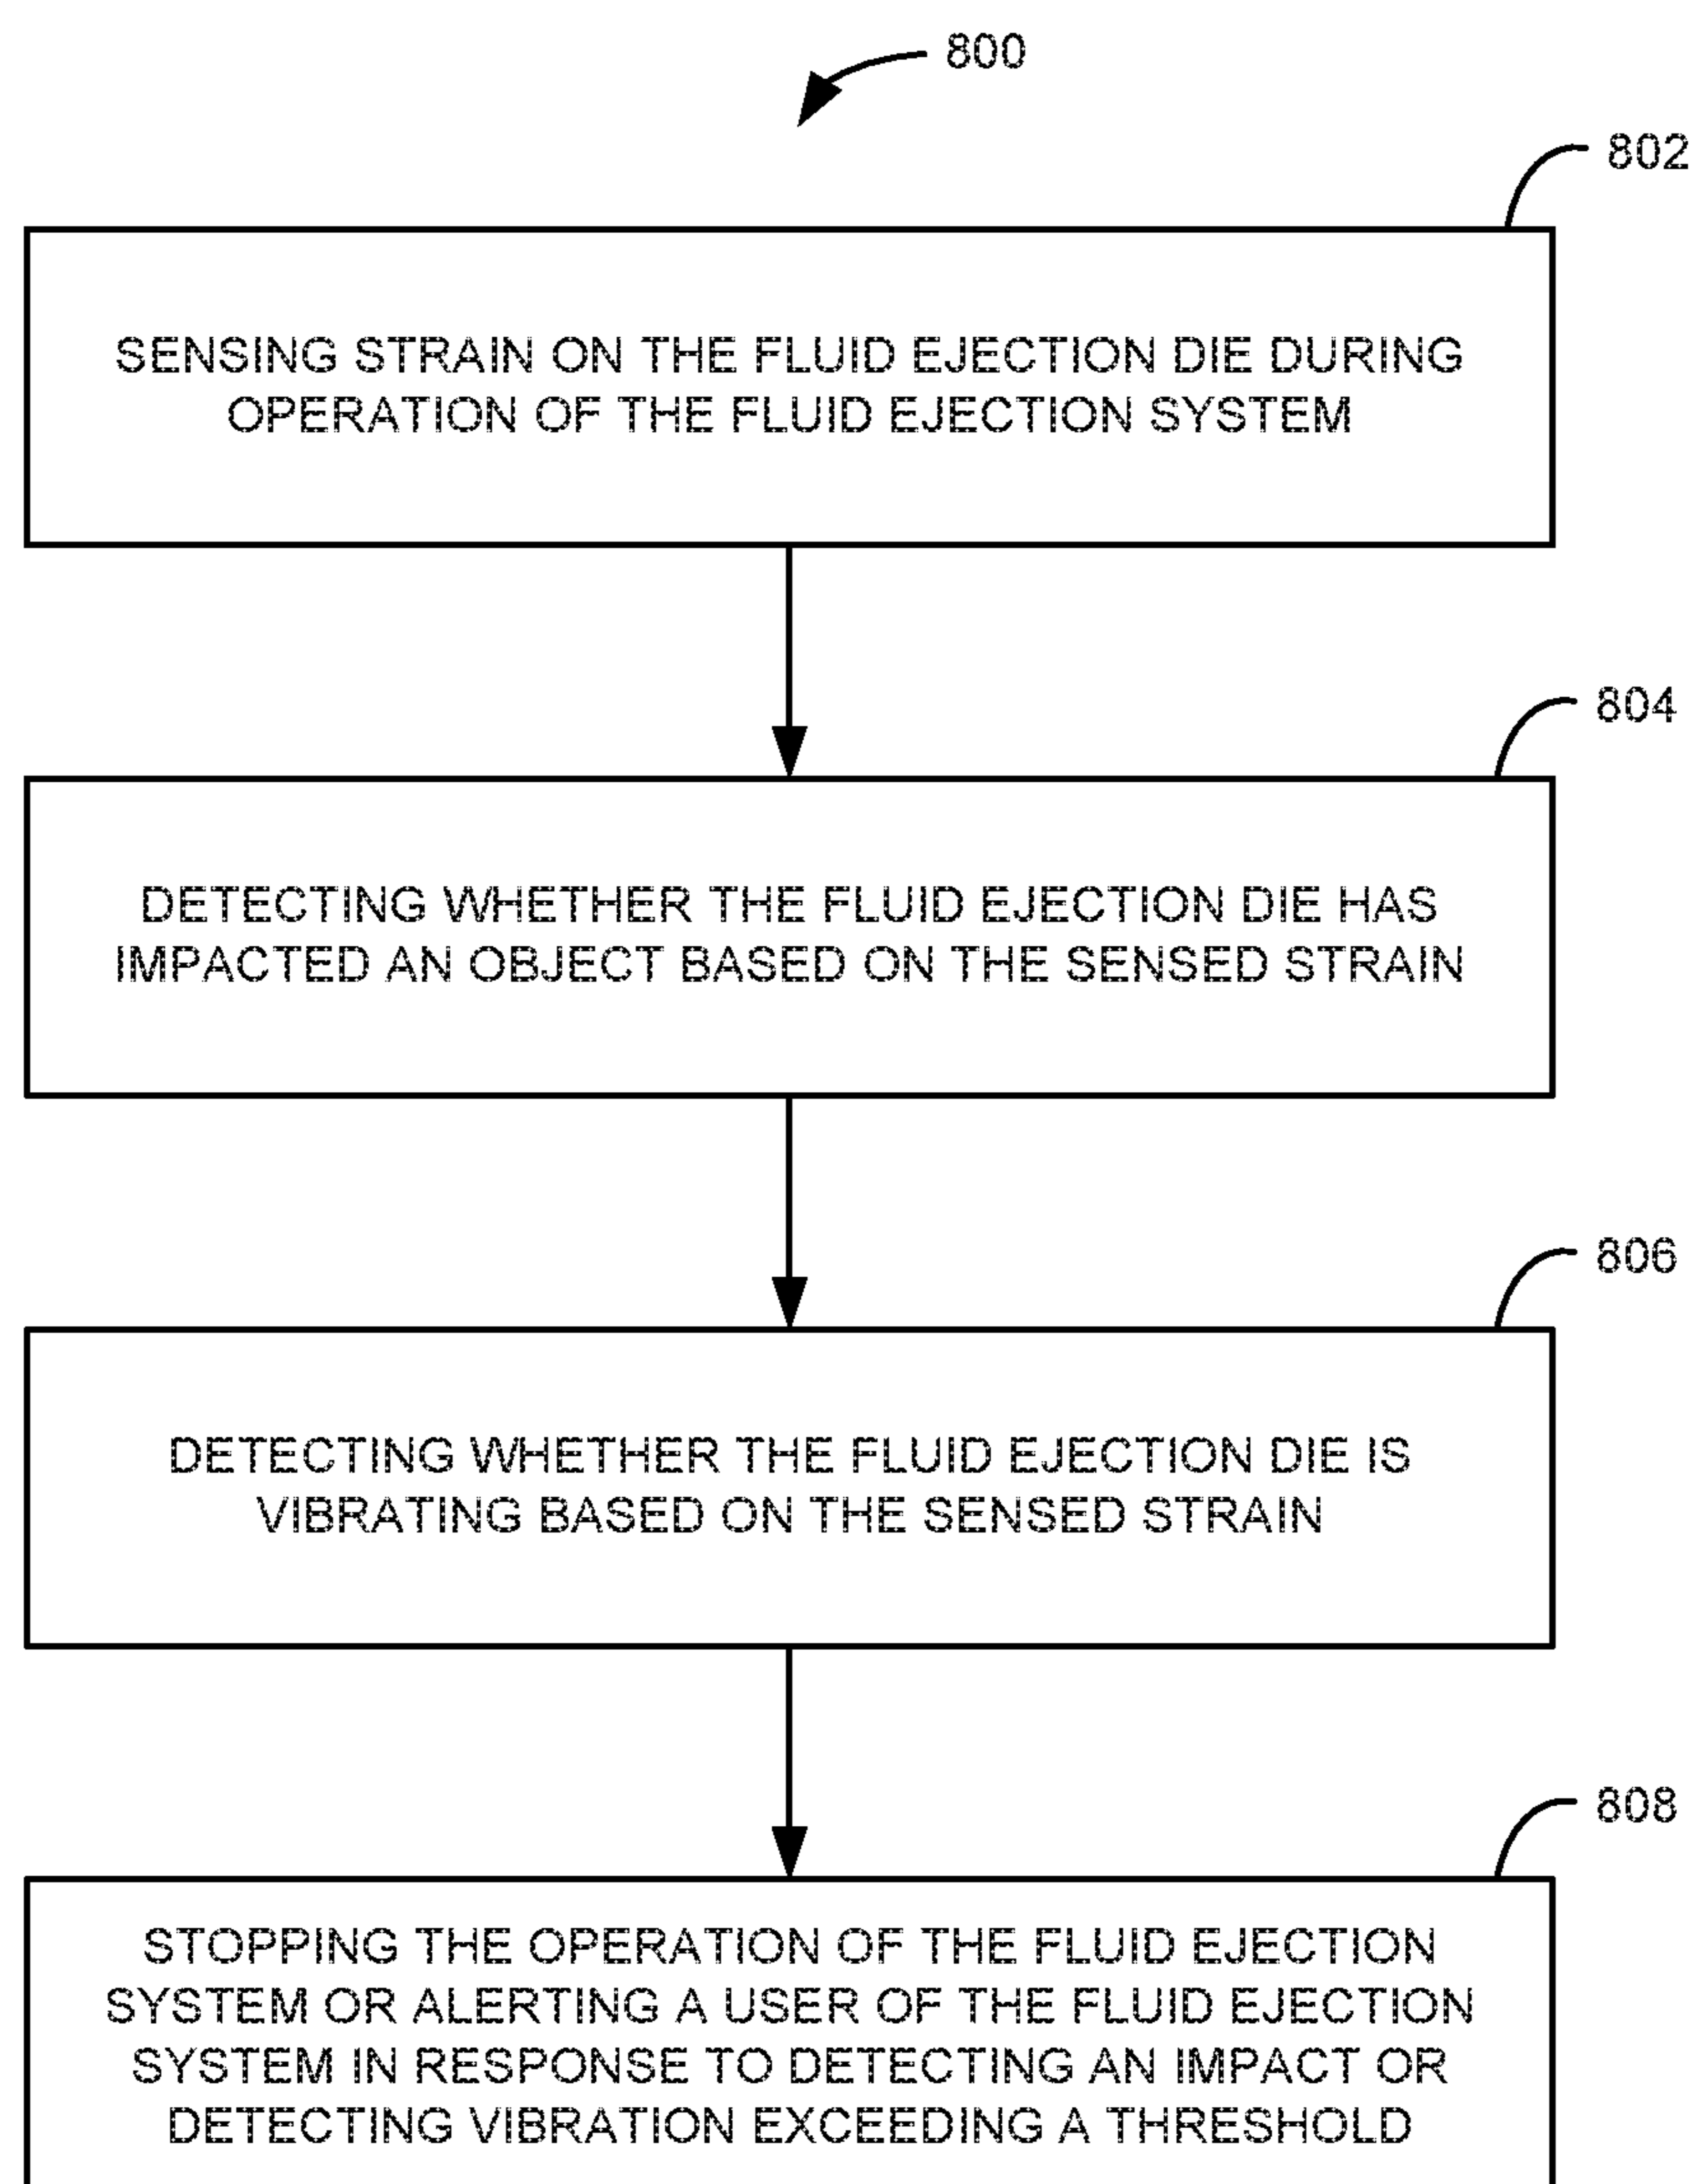 800
802
SENSING STRAIN ON THE FLUID EJECTION DIE DURING
OPERATION OF THE FLUID EJECTION SYSTEM
804
DETECTING WHETHER THE FLUID EJECTION DIE HAS
IMPACTED AN OBJECT BASED ON THE SENSED STRAIN
806
DETECTING WHETHER THE FLUID EJECTION DIE IS
VIBRATING BASED ON THE SENSED STRAIN
808
STOPPING THE OPERATION OF THE FLUID EJECTION
SYSTEM OR ALERTING A USER OF THE FLUID EJECTION
SYSTEM IN RESPONSE TO DETECTING AN IMPACT OR
DETECTING VIBRATION EXCEEDING A THRESHOLD